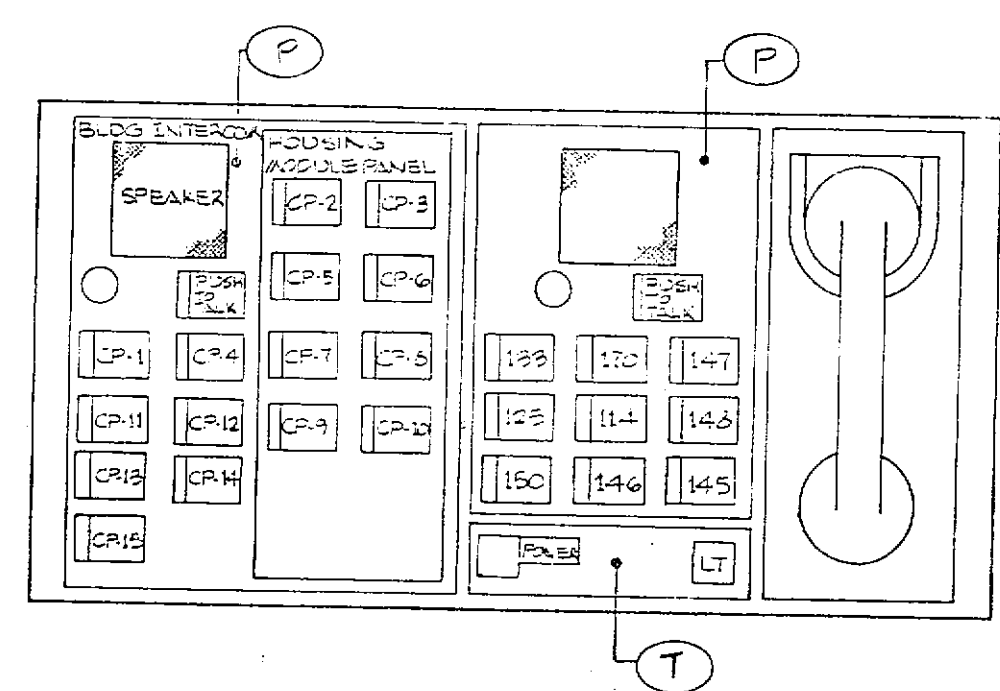 P
P
BLDG INTERCOM
HOUSING
MODULE PANEL
SPEAKER
CP-2
CP-3
CP-5
CP-6
PUSH
TO
TALK
PUSH
TO
TALK
CP-1
CP-4
CP-7
CP-8
133
170
147
CP-11
CP-12
CP-9
CP-10
125
114
148
CP-13
CP-14
150
146
145
CP-15
POWER
LT
T